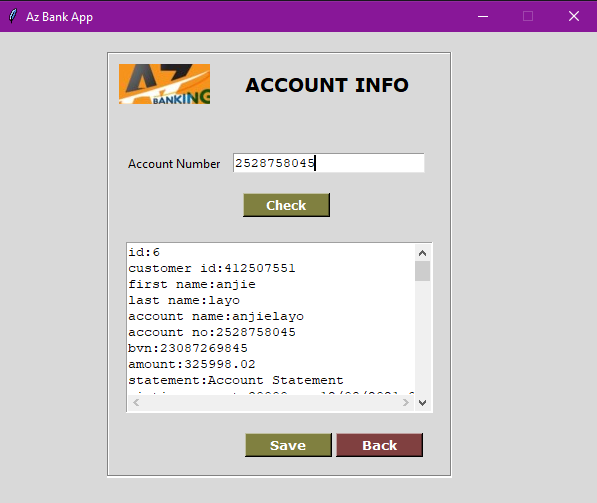 Az Bank App
AZ
BANKING
ACCOUNT INFO
Account Number 2528758045
Check
id:6
customer id:412507551
first name:anjie
last name:layo
account name:anjielayo
account no:2528758045
bvn:23087269845
amount:325998.02
statement:Account Statement
Save Back